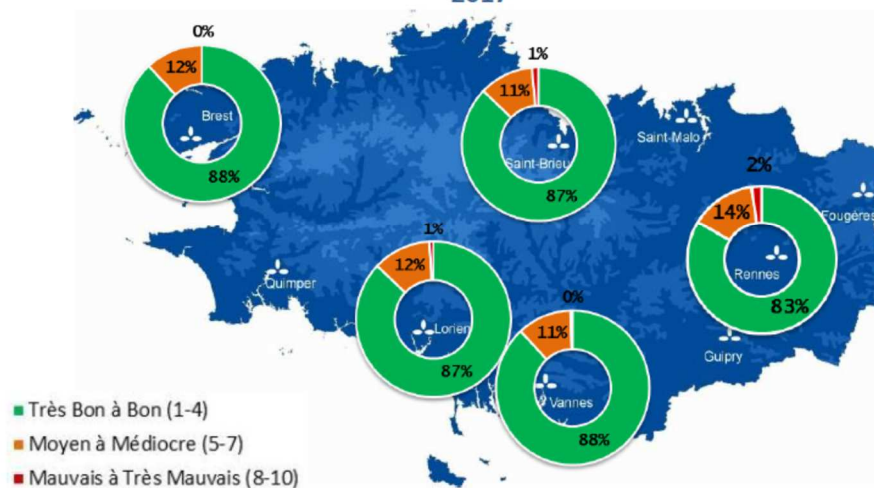 0%
12%
Brest
88%
1%
11%
Saint-Brieu
87%
Saint-Malo
2%
14%
Fougères
Rennes
83%
1%
12%
Quimper
Lorien
87%
0%
11%
Guipry
Vannes
88%
Très Bon à Bon (1-4)
Moyen à Médiocre (5-7)
Mauvais à Très Mauvais (8-10)